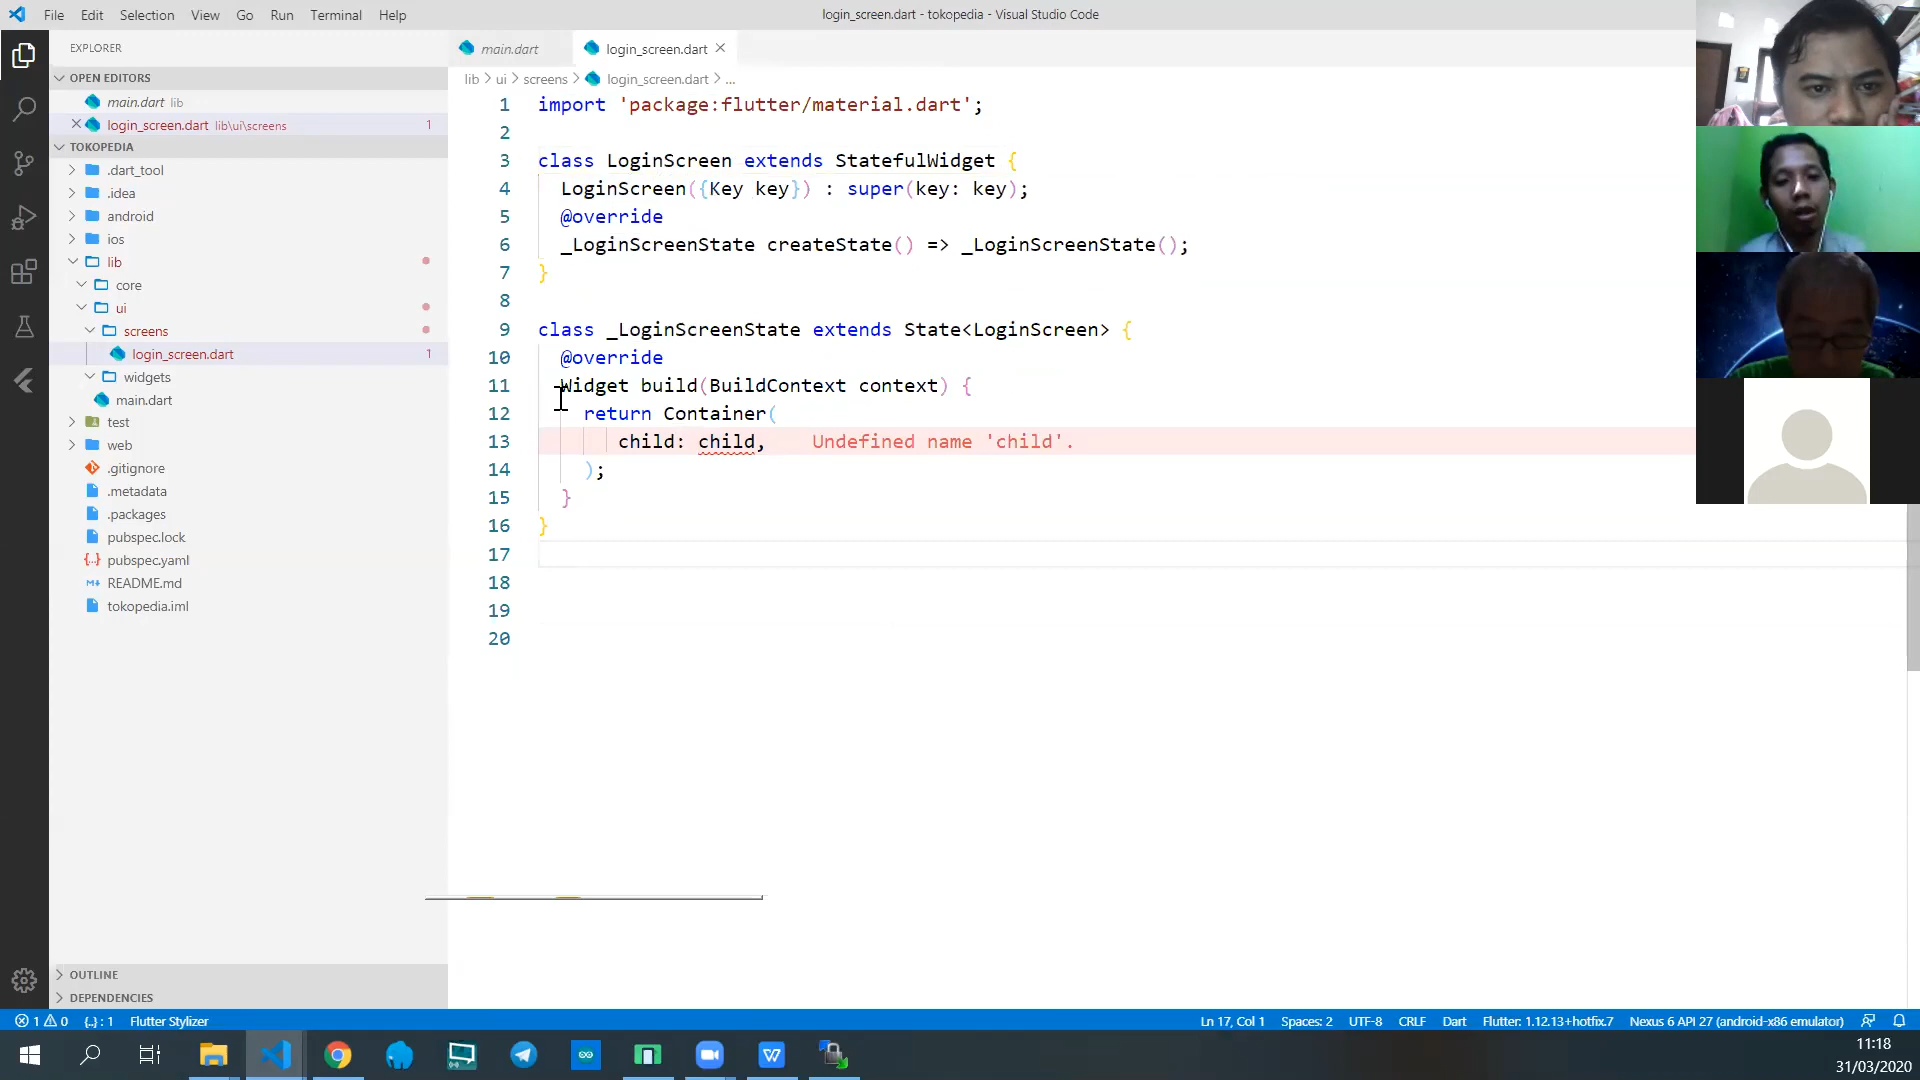 File Edit Selection View Go Run Terminal Help
login_screen.dart - tokopedia - Visual Studio Code
EXPLORER
OPEN EDITORS
main.dart lib
login_screen.dart lib\ui\screens 1
TOKOPEDIA
.dart_tool
.idea
android
ios
lib
core
ui
screens
login_screen.dart 1
widgets
main.dart
test
web
.gitignore
.metadata
.packages
pubspec.lock
pubspec.yaml
README.md
tokopedia.iml
OUTLINE
DEPENDENCIES
main.dart login_screen.dart
lib > ui > screens > login_screen.dart > ...
1 import 'package:flutter/material.dart';
2
3 class LoginScreen extends StatefulWidget {
4 LoginScreen({Key key}) : super(key: key);
5 @override
6 _LoginScreenState createState() => _LoginScreenState();
7 }
8
9 class _LoginScreenState extends State<LoginScreen> {
10 @override
11 Widget build(BuildContext context) {
12 return Container(
13 child: child, Undefined name 'child'.
14 );
15 }
16 }
17
18
19
20
1 0 {..} : 1 Flutter Stylizer
Ln 17, Col 1 Spaces: 2 UTF-8 CRLF Dart Flutter: 1.12.13+hotfix.7 Nexus 6 API 27 (android-x86 emulator)
11:18
31/03/2020